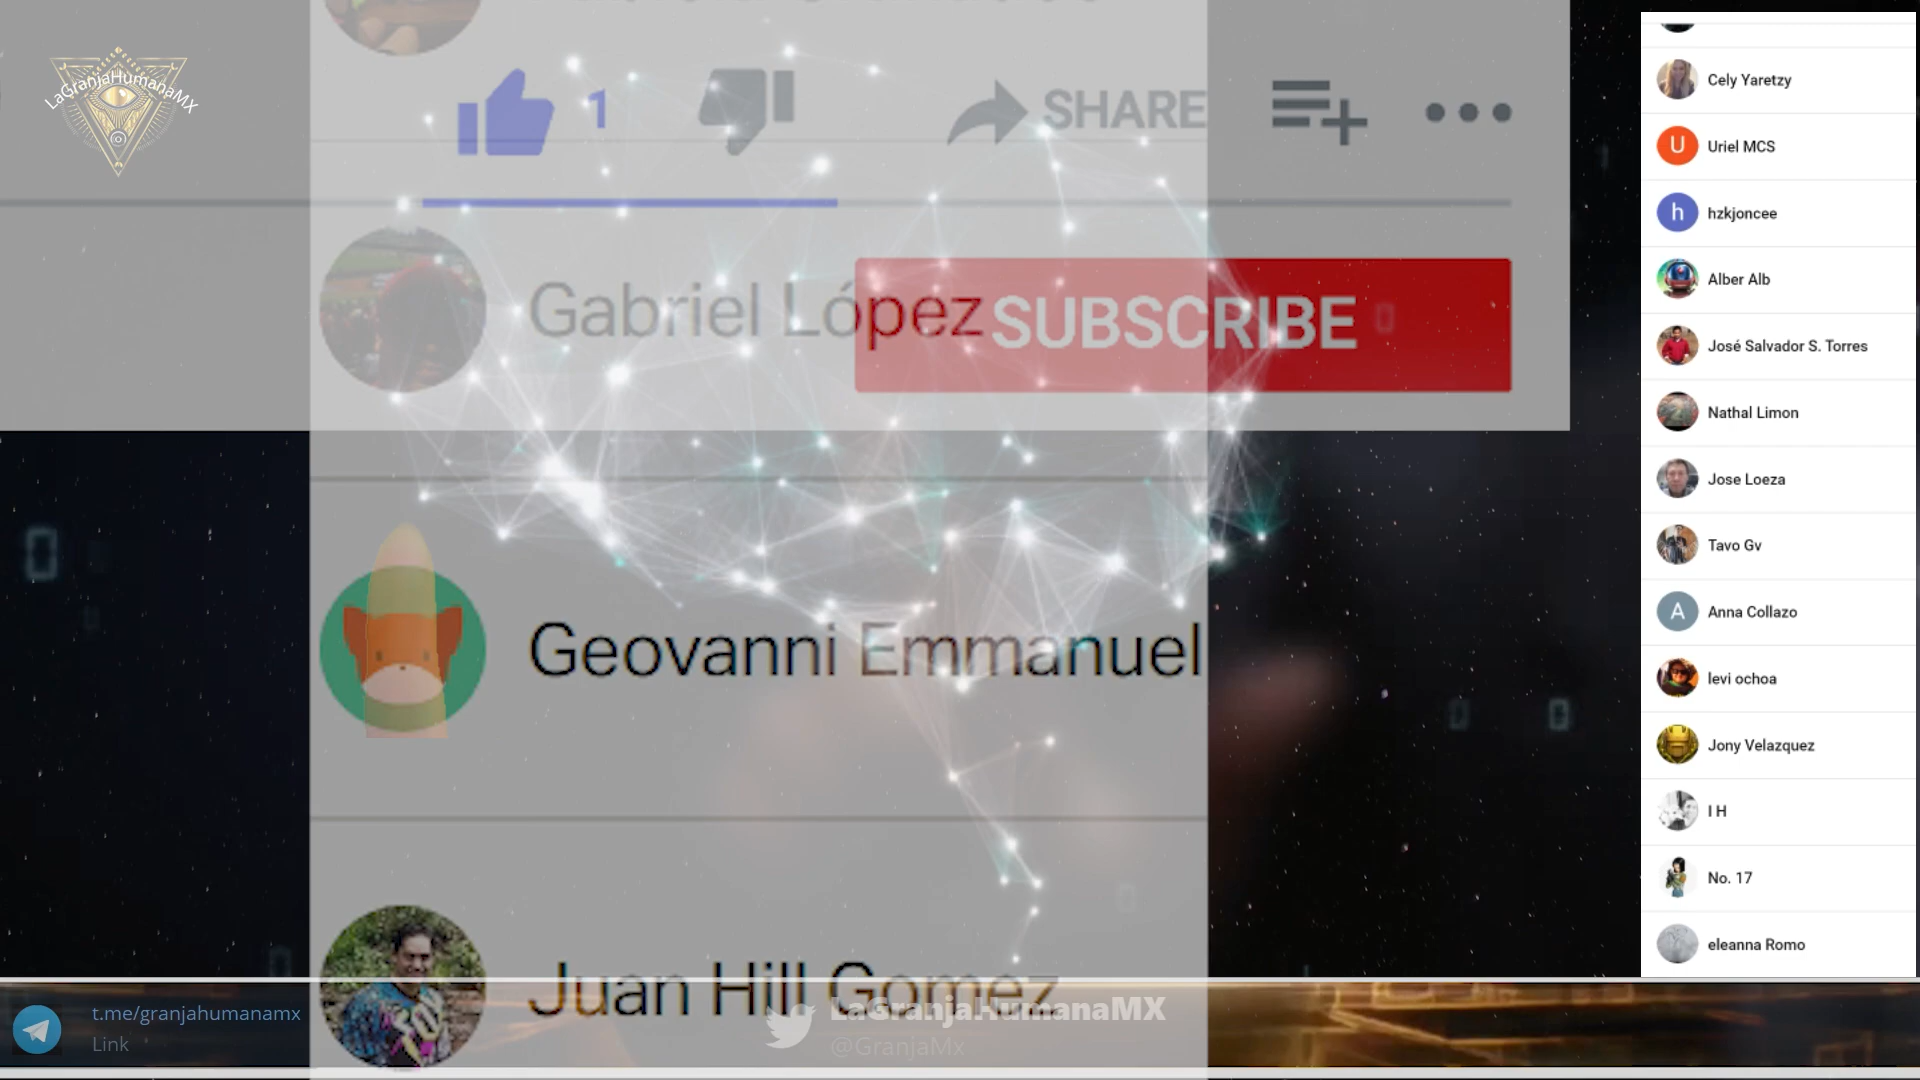 LaGranjaHumanaMX
1
SHARE
Gabriel López
SUBSCRIBE
Geovanni Emmanuel
Juan Hill Gomez
Cely Yaretzy
U
Uriel MCS
h
hzkjoncee
Alber Alb
José Salvador S. Torres
Nathal Limon
Jose Loeza
Tavo Gv
A
Anna Collazo
levi ochoa
Jony Velazquez
I H
No. 17
eleanna Romo
t.me/granjahumanamx
Link
LaGranjaHumanaMX
@GranjaMx